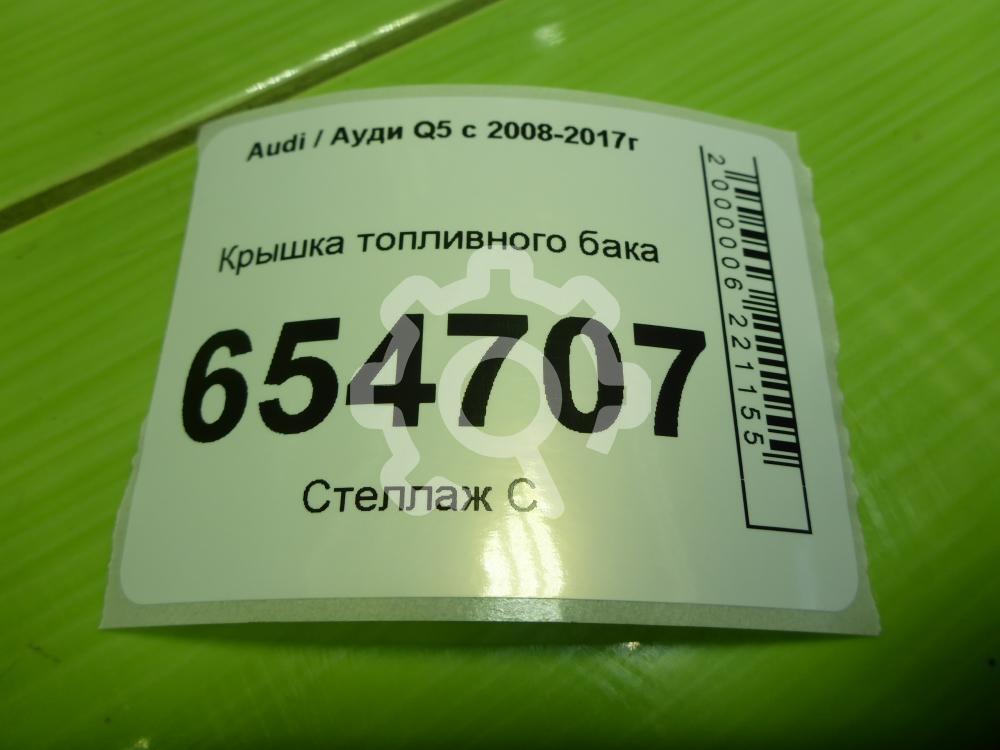 Audi / Ауди Q5 с 2008-2017г
Крышка топливного бака
654707
Стеллаж С
2000006221155